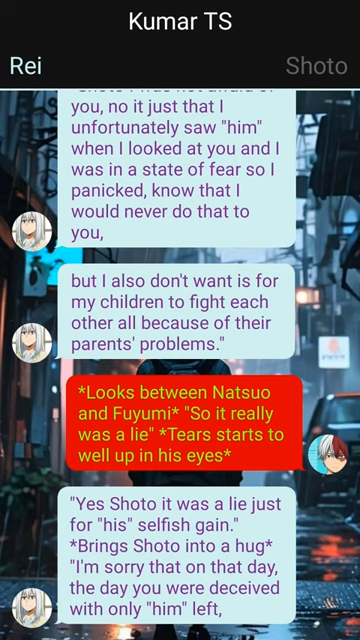 Kumar TS
Rei
Shoto
you, no it just that I
unfortunately saw "him"
when I looked at you and I
was in a state of fear so I
panicked, know that I
would never do that to
you,
but I also don't want is for
my children to fight each
other all because of their
parents' problems."
*Looks between Natsuo
and Fuyumi* "So it really
was a lie" *Tears starts to
well up in his eyes*
"Yes Shoto it was a lie just
for "his" selfish gain."
*Brings Shoto into a hug*
"I'm sorry that on that day,
the day you were deceived
with only "him" left,